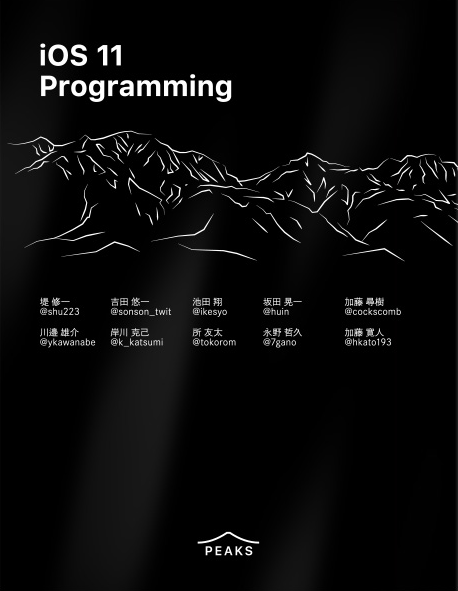 iOS 11
Programming
堤 修一 吉田 悠一 池田 翔 坂田 晃一 加藤 尋樹
@shu223 @sonson_twit @ikesyo @huin @cockscomb
川邉 雄介 岸川 克己 所 友太 永野 哲久 加藤 寛人
@ykawanabe @k_katsumi @tokorom @7gano @hkato193
PEAKS